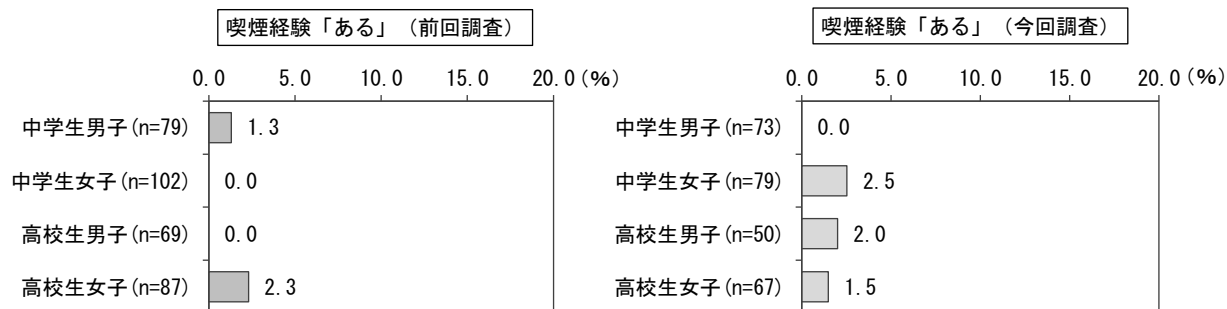 喫煙経験「ある」（前回調査）
0.0 5.0 10.0 15.0 20.0(%)
中学生男子(n=79) 1.3
中学生女子(n=102) 0.0
高校生男子(n=69) 0.0
高校生女子(n=87) 2.3
喫煙経験「ある」（今回調査）
0.0 5.0 10.0 15.0 20.0(%)
中学生男子(n=73) 0.0
中学生女子(n=79) 2.5
高校生男子(n=50) 2.0
高校生女子(n=67) 1.5